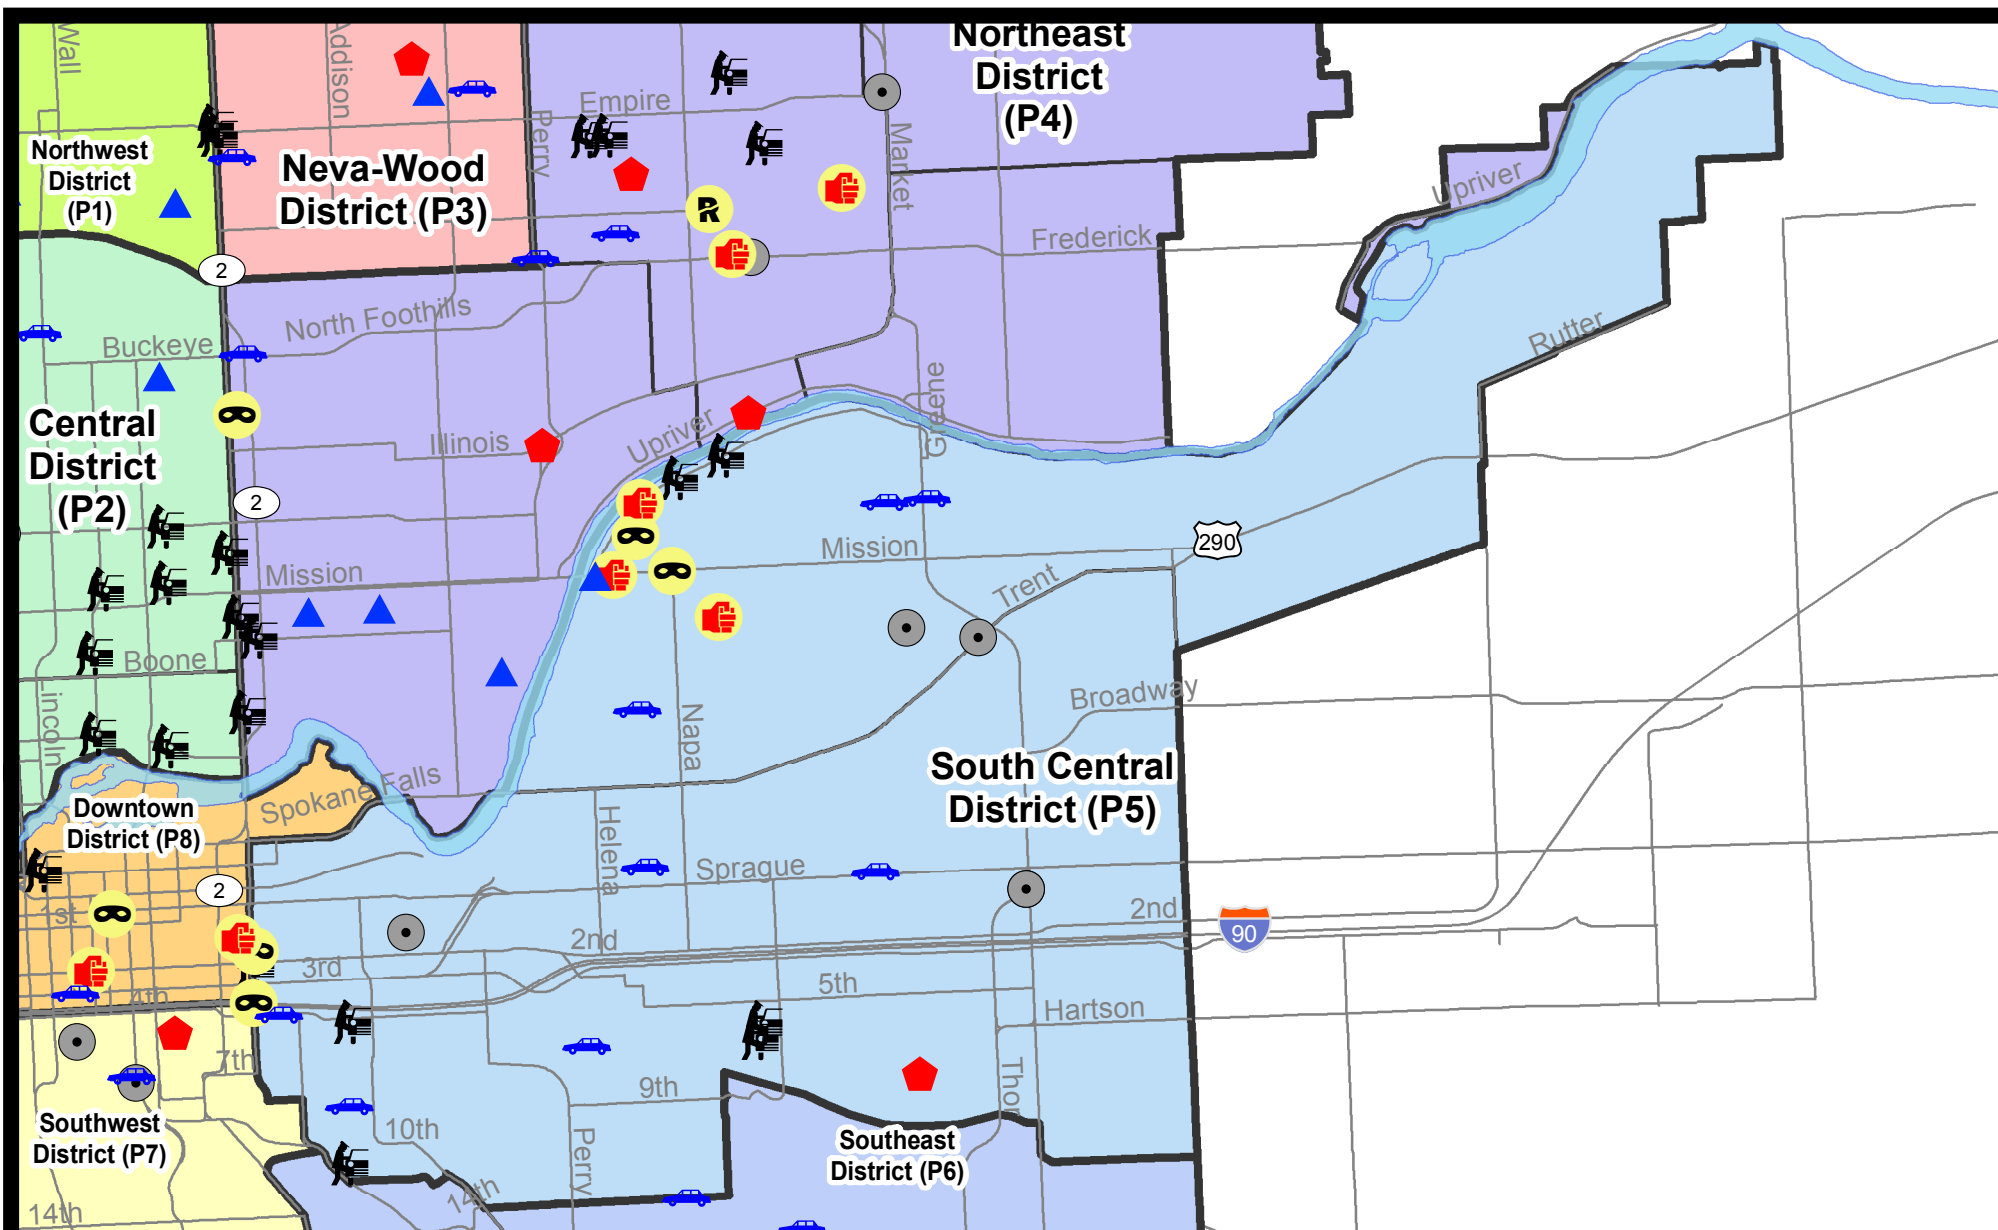 Wall
Addison
Northeast
District
(P4)
Empire
Perry
Market
Northwest
District
(P1)
Neva-Wood
District (P3)
R
Upriver
Frederick
2
North Foothills
Buckeye
Rutter
Greene
Central
District
(P2)
Illinois
Upriver
2
Mission
290
Mission
Trent
Boone
Lincoln
Napa
Broadway
South Central
District (P5)
Spokane Falls
Downtown
District (P8)
Helena
Sprague
2
1st
2nd
2nd
90
3rd
4th
5th
Hartson
7th
9th
Thor
10th
Perry
Southwest
District (P7)
Southeast
District (P6)
14th
14th